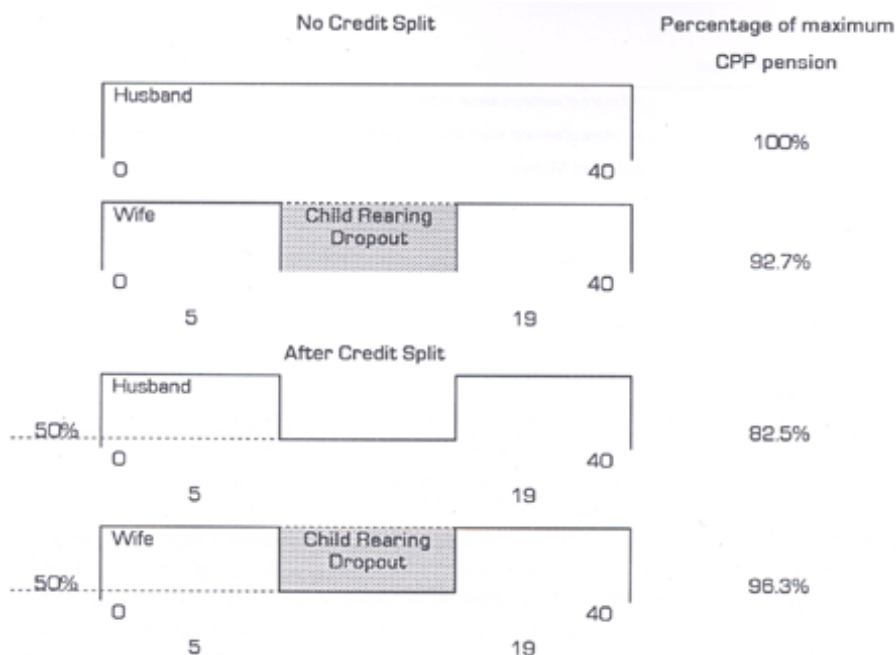 No Credit Split
Percentage of maximum
CPP pension
Husband
100%
0 40
Wife
Child Rearing
Dropout
92.7%
0 40
5 19
After Credit Split
Husband
50%
82.5%
0 40
5 19
Wife
Child Rearing
Dropout
50%
96.3%
0 40
5 19